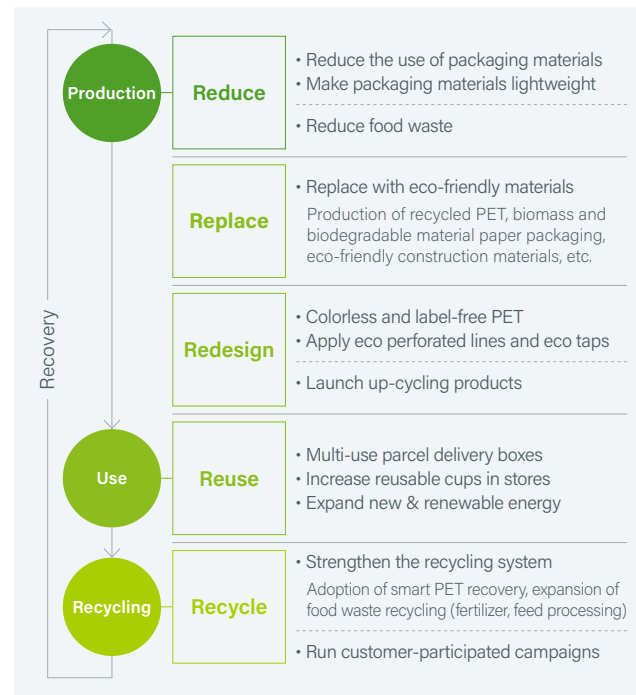 Production
Reduce
• Reduce the use of packaging materials
• Make packaging materials lightweight
• Reduce food waste
Replace
• Replace with eco-friendly materials
Production of recycled PET, biomass and
biodegradable material paper packaging,
eco-friendly construction materials, etc.
Recovery
Redesign
• Colorless and label-free PET
• Apply eco perforated lines and eco taps
• Launch up-cycling products
Use
Reuse
• Multi-use parcel delivery boxes
• Increase reusable cups in stores
• Expand new & renewable energy
Recycling
Recycle
• Strengthen the recycling system
Adoption of smart PET recovery, expansion of
food waste recycling (fertilizer, feed processing)
• Run customer-participated campaigns